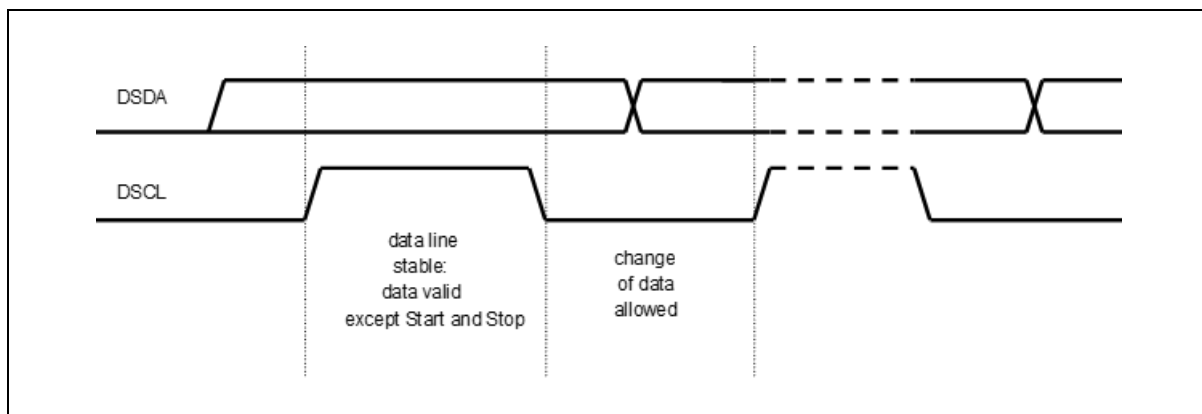 DSDA
DSCL
data line
stable:
data valid
except Start and Stop
change
of data
allowed